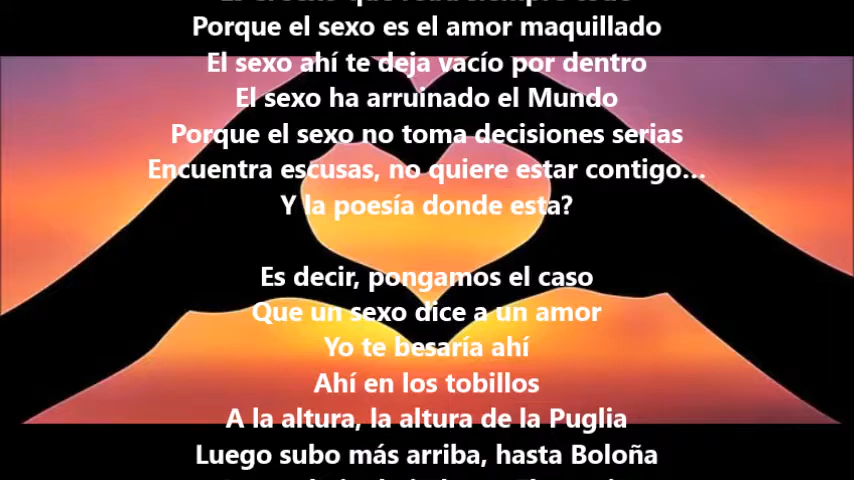 Porque el sexo es el amor maquillado
El sexo ahí te deja vacío por dentro
El sexo ha arruinado el Mundo
Porque el sexo no toma decisiones serias
Encuentra escusas, no quiere estar contigo...
Y la poesía donde esta?
Es decir, pongamos el caso
Que un sexo dice a un amor
Yo te besaría ahí
Ahí en los tobillos
A la altura, la altura de la Puglia
Luego subo más arriba, hasta Boloña